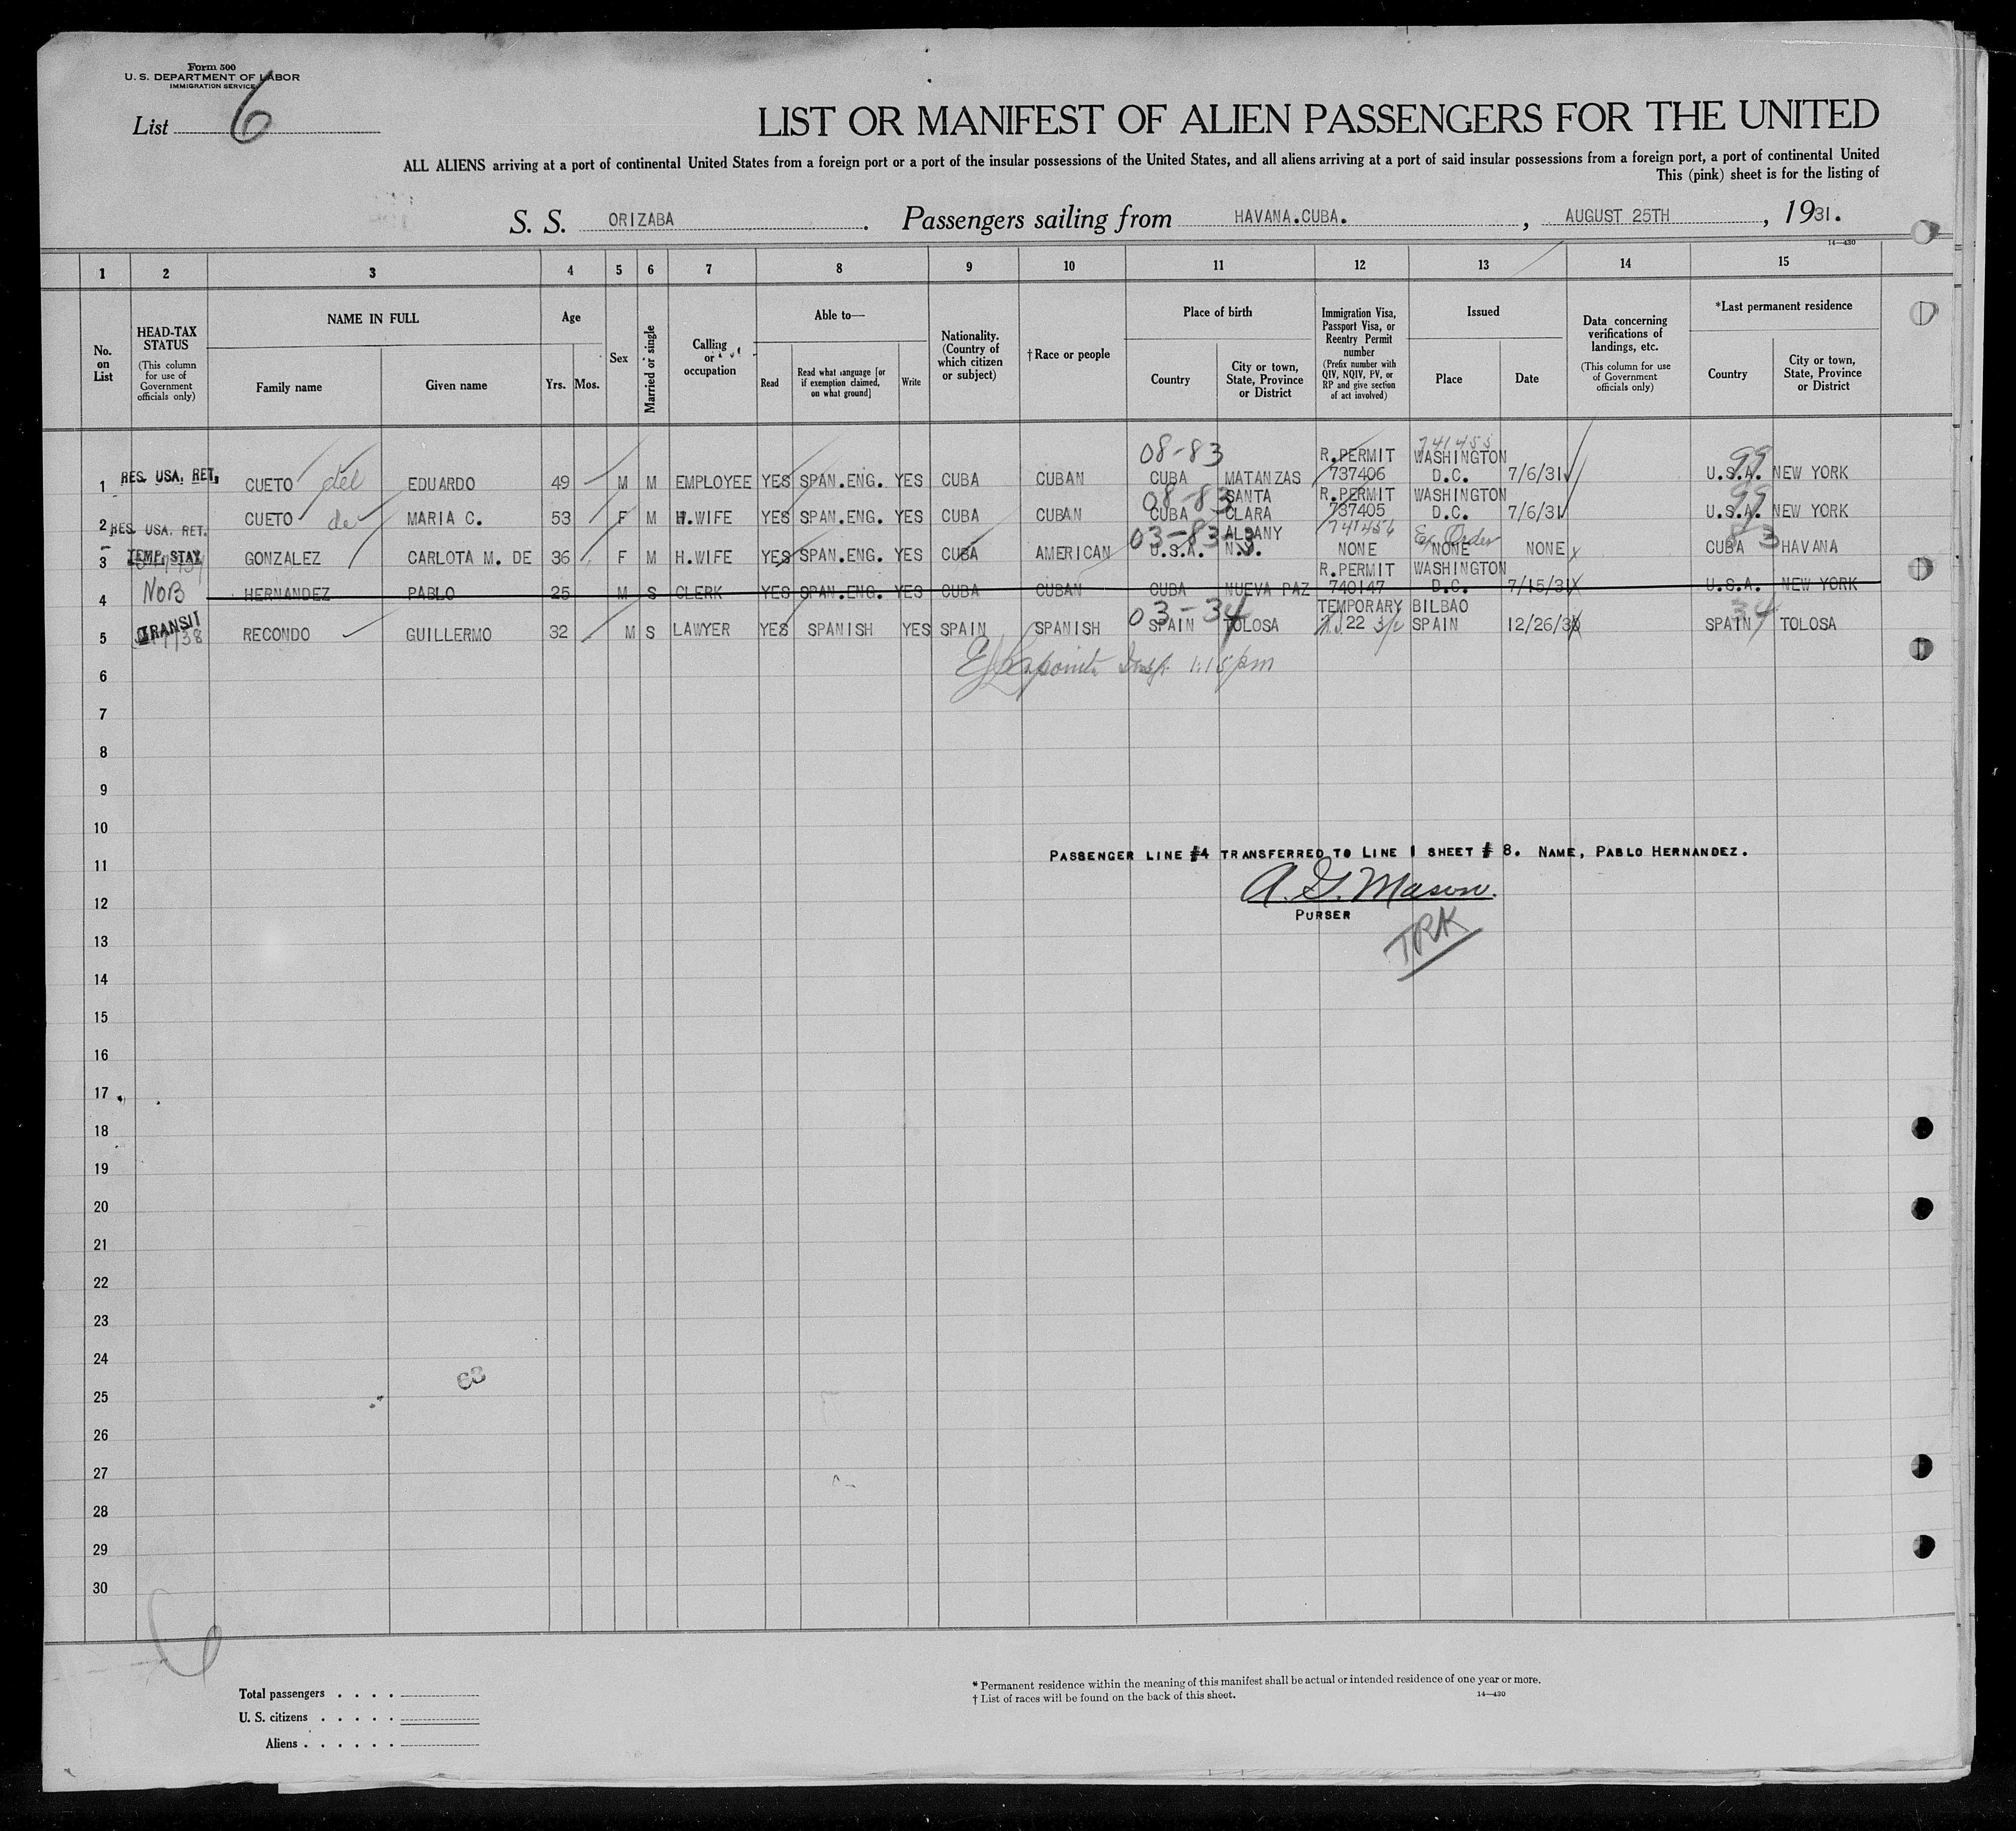 Form 500
U. S. DEPARTMENT OF LABOR
IMMIGRATION SERVICE
List 6
LIST OR MANIFEST OF ALIEN PASSENGERS FOR THE UNITED
ALL ALIENS arriving at a port of continental United States from a foreign port or a port of the insular possessions of the United States, and all aliens arriving at a port of said insular possessions from a foreign port, a port of continental United
This (pink) sheet is for the listing of
S. S. ORIZABA. Passengers sailing from HAVANA.CUBA. , AUGUST 25TH , 1931.
14—430
1 2 3 4 5 6 7 8 9 10 11 12 13 14 15
No. on List
HEAD-TAX STATUS
(This column for use of Government officials only)
NAME IN FULL
Family name Given name
Age
Yrs. Mos.
Sex
Married or single
Calling or occupation
Able to—
Read
Read what language [or if exemption claimed, on what ground]
Write
Nationality. (Country of which citizen or subject)
†Race or people
Place of birth
Country
City or town, State, Province or District
Immigration Visa, Passport Visa, or Reentry Permit number
(Prefix number with QIV, NQIV, PV, or RP and give section of act involved)
Issued
Place Date
Data concerning verifications of landings, etc.
(This column for use of Government officials only)
*Last permanent residence
Country
City or town, State, Province or District
08-83 R.PERMIT 741455 WASHINGTON 99
1 RES. USA. RET. CUETO del EDUARDO 49 M M EMPLOYEE YES SPAN.ENG. YES CUBA CUBAN CUBA MATANZAS 737406 D.C. 7/6/31 U.S.A. NEW YORK
08-83 SANTA R.PERMIT WASHINGTON 99
2 RES. USA. RET. CUETO de MARIA C. 53 F M H.WIFE YES SPAN.ENG. YES CUBA CUBAN CUBA CLARA 737405 D.C. 7/6/31 U.S.A. NEW YORK
03-83 ALBANY 741456 Ex Order 83
3 TEMP. STAY GONZALEZ CARLOTA M. DE 36 F M H.WIFE YES SPAN.ENG. YES CUBA AMERICAN U.S.A. NONE NONE NONE CUBA HAVANA
R.PERMIT WASHINGTON
4 NOB HERNANDEZ PABLO 25 M S CLERK YES SPAN.ENG. YES CUBA CUBAN CUBA NUEVA PAZ 740147 D.C. 7/15/31 U.S.A. NEW YORK
03-34 TEMPORARY BILBAO 34
5 TRANSIT RECONDO GUILLERMO 32 M S LAWYER YES SPANISH YES SPAIN SPANISH SPAIN TOLOSA 22 SPAIN 12/26/3 SPAIN TOLOSA
6 Insp. 1:15 pm
7
8
9
10
PASSENGER LINE #4 TRANSFERRED TO LINE 1 SHEET # 8. NAME, PABLO HERNANDEZ.
11
A. G. Mason.
12
PURSER
TRK
13
14
15
16
17
18
19
20
21
22
23
24
63
25
26
27
28
29
30
6
Total passengers . . . .
U. S. citizens . . . . .
Aliens . . . . . .
* Permanent residence within the meaning of this manifest shall be actual or intended residence of one year or more.
† List of races will be found on the back of this sheet.
14—430